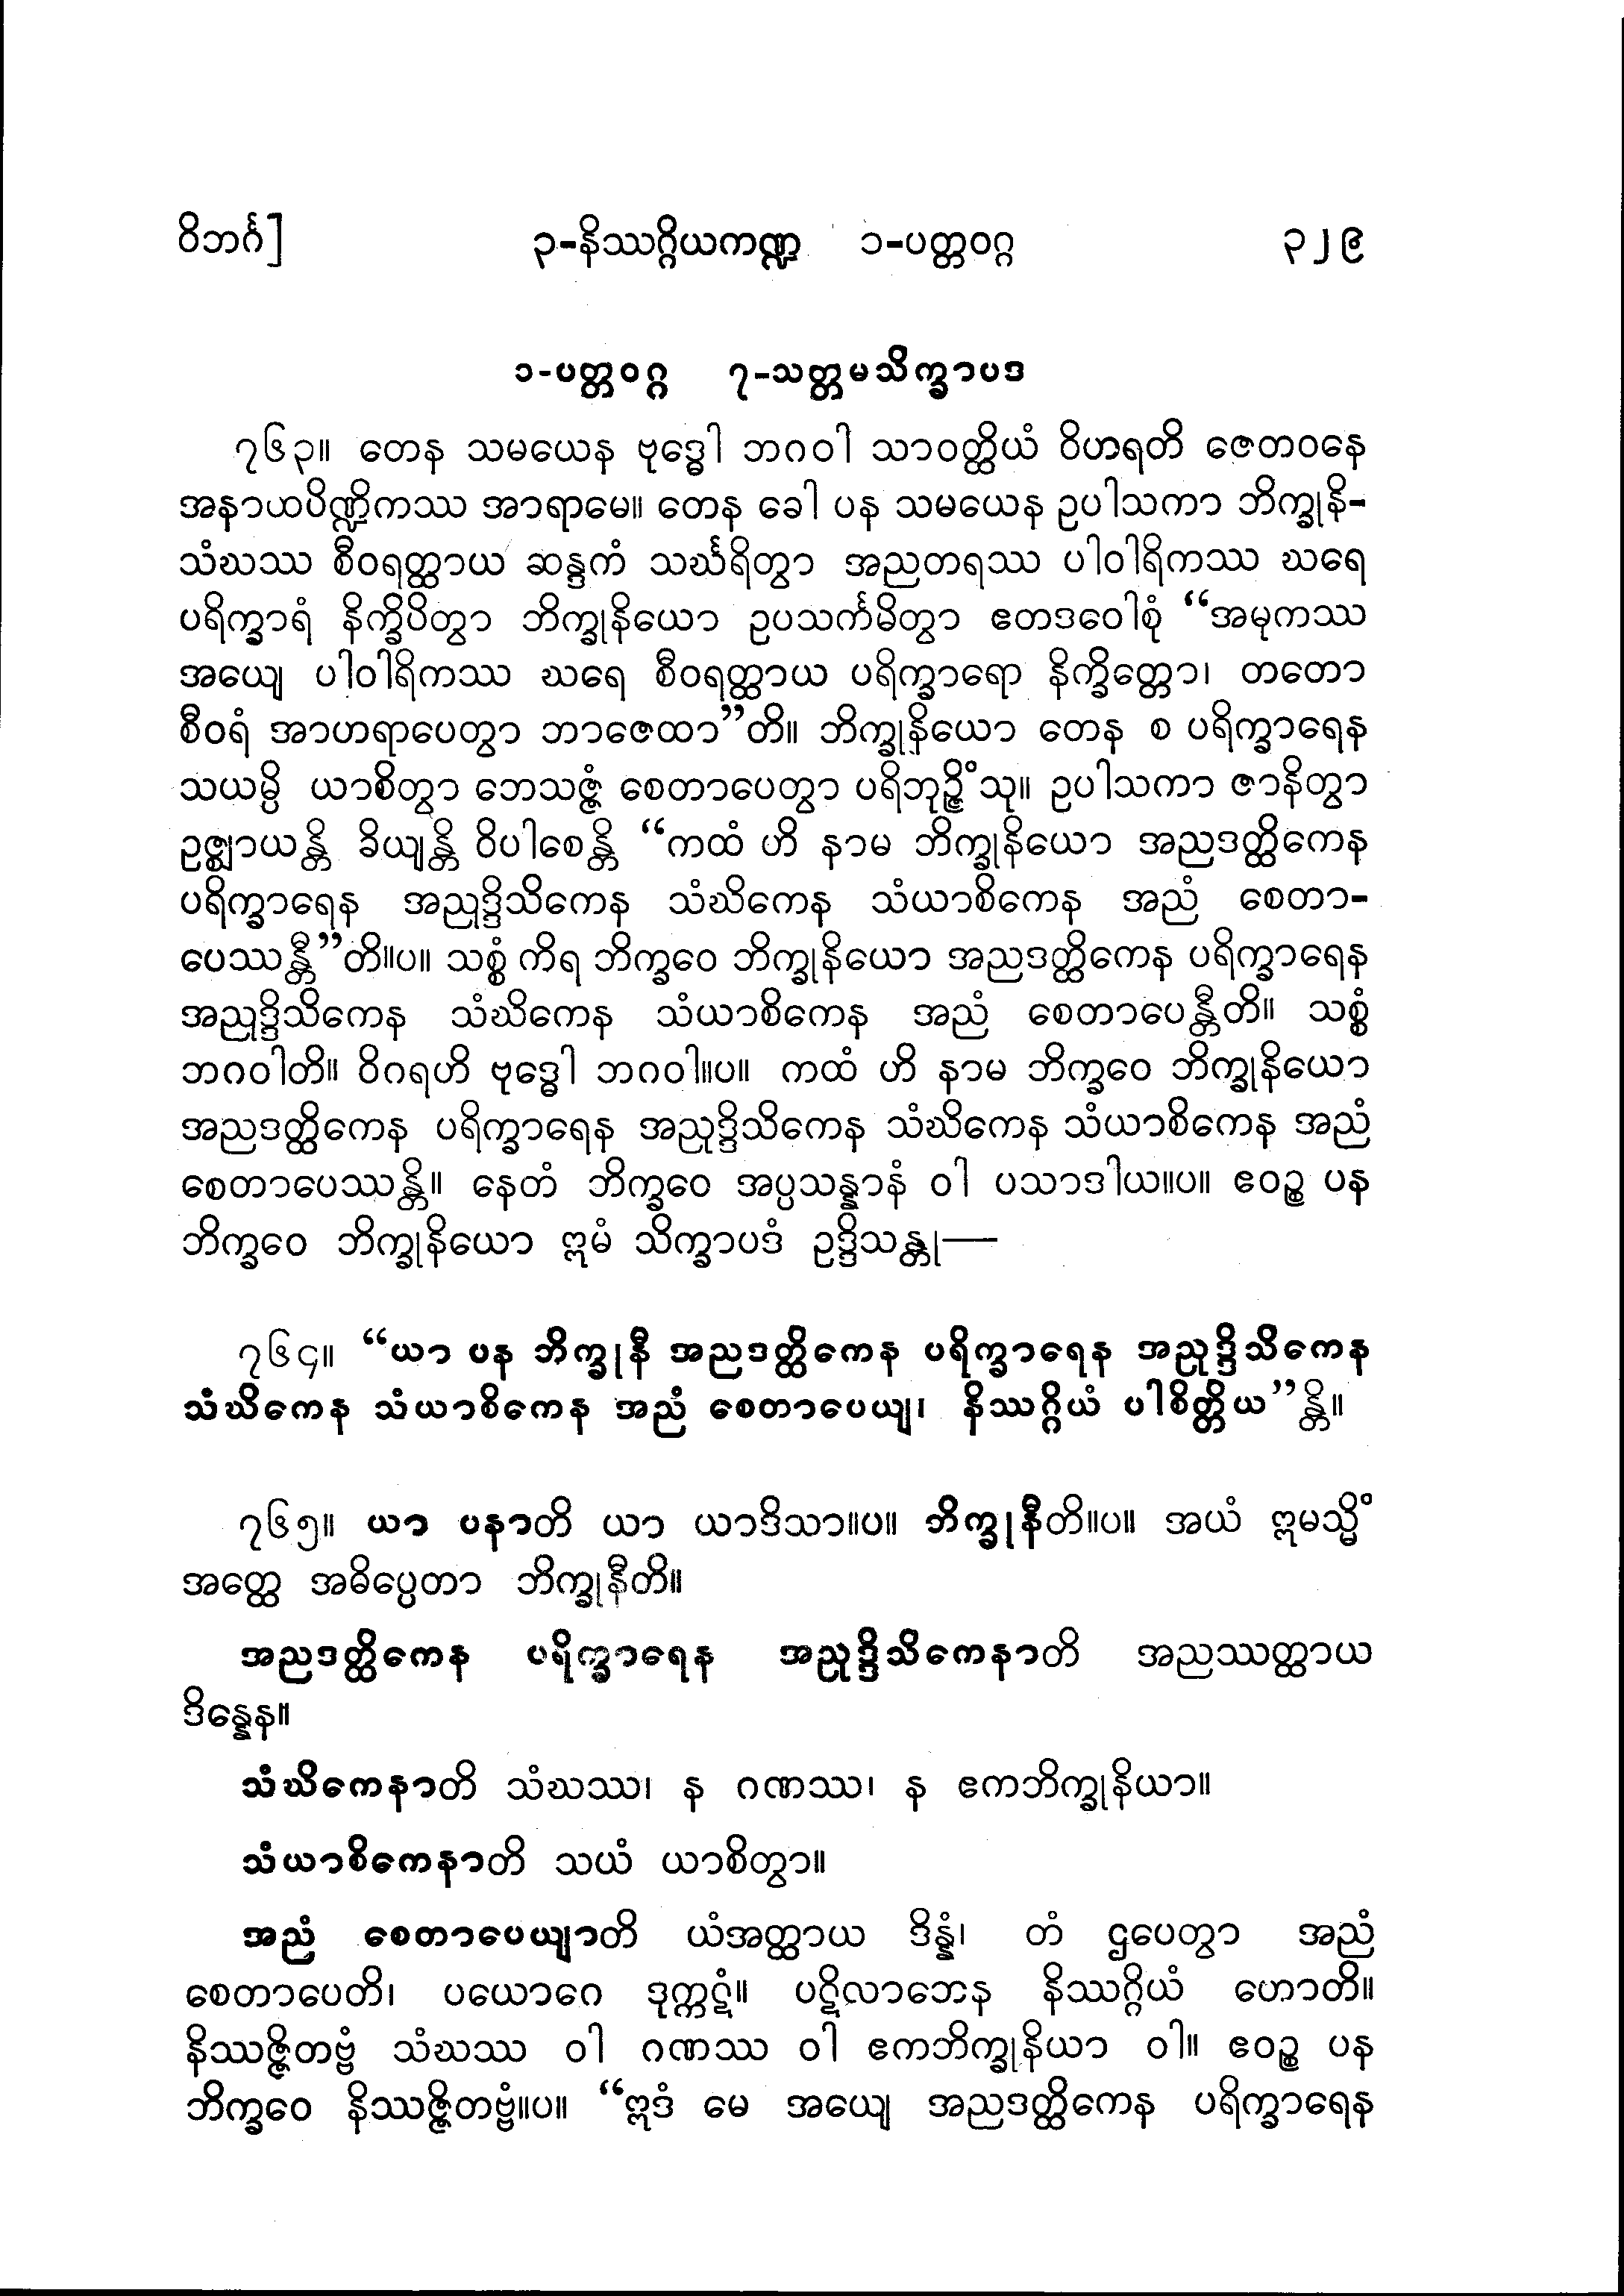 ဝိဘင်္ဂ] ၃-နိဿဂ္ဂိယကဏ္ဍ ၁-ပတ္တဝဂ္ဂ ၃၂၉
၁-ပတ္တဝဂ္ဂ ၇-သတ္တမသိက္ခာပဒ
၇၆၃။ တေန သမယေန ဗုဒ္ဓေါ ဘဂဝါ သာဝတ္ထိယံ ဝိဟရတိ ဇေတဝနေ
အနာထပိဏ္ဍိကဿ အာရာမေ။ တေန ခေါ ပန သမယေန ဥပါသကာ ဘိက္ခုနိ-
သံဃဿ စီဝရတ္ထာယ ဆန္ဒကံ သင်္ဃရိတွာ အညတရဿ ပါဝါရိကဿ ဃရေ
ပရိက္ခာရံ နိက္ခိပိတွာ ဘိက္ခုနိယော ဥပသင်္ကမိတွာ ဧတဒဝေါစုံ “အမုကဿ
အယျေ ပါဝါရိကဿ ဃရေ စီဝရတ္ထာယ ပရိက္ခာရော နိက္ခိတ္တော၊ တတော
စီဝရံ အာဟရာပေတွာ ဘာဇေထာ”တိ။ ဘိက္ခုနိယော တေန စ ပရိက္ခာရေန
သယမ္ပိ ယာစိတွာ ဘေသဇ္ဇံ စေတာပေတွာ ပရိဘုဉ္ဇိံသု။ ဥပါသကာ ဇာနိတွာ
ဥဇ္ဈာယန္တိ ခိယျန္တိ ဝိပါစေန္တိ “ကထံ ဟိ နာမ ဘိက္ခုနိယော အညဒတ္ထိကေန
ပရိက္ခာရေန အညုဒ္ဒိသိကေန သံဃိကေန သံယာစိကေန အညံ စေတာ-
ပေဿန္တီ”တိ။ပ။ သစ္စံ ကိရ ဘိက္ခဝေ ဘိက္ခုနိယော အညဒတ္ထိကေန ပရိက္ခာရေန
အညုဒ္ဒိသိကေန သံဃိကေန သံယာစိကေန အညံ စေတာပေန္တီတိ။ သစ္စံ
ဘဂဝါတိ။ ဝိဂရဟိ ဗုဒ္ဓေါ ဘဂဝါ။ပ။ ကထံ ဟိ နာမ ဘိက္ခဝေ ဘိက္ခုနိယော
အညဒတ္ထိကေန ပရိက္ခာရေန အညုဒ္ဒိသိကေန သံဃိကေန သံယာစိကေန အညံ
စေတာပေဿန္တိ။ နေတံ ဘိက္ခဝေ အပ္ပသန္နာနံ ဝါ ပသာဒါယ။ပ။ ဧဝဉ္စ ပန
ဘိက္ခဝေ ဘိက္ခုနိယော ဣမံ သိက္ခာပဒံ ဥဒ္ဒိသန္တု—
၇၆၄။ “ယာ ပန ဘိက္ခုနီ အညဒတ္ထိကေန ပရိက္ခာရေန အညုဒ္ဒိသိကေန
သံဃိကေန သံယာစိကေန အညံ စေတာပေယျ၊ နိဿဂ္ဂိယံ ပါစိတ္တိယ”န္တိ။
၇၆၅။ ယာ ပနာတိ ယာ ယာဒိသာ။ပ။ ဘိက္ခုနီတိ။ပ။ အယံ ဣမသ္မိံ
အတ္ထေ အဓိပ္ပေတာ ဘိက္ခုနီတိ။
အညဒတ္ထိကေန ပရိက္ခာရေန အညုဒ္ဒိသိကေနာတိ အညဿတ္ထာယ
ဒိန္နေန။
သံဃိကေနာတိ သံဃဿ၊ န ဂဏဿ၊ န ဧကဘိက္ခုနိယာ။
သံယာစိကေနာတိ သယံ ယာစိတွာ။
အညံ စေတာပေယျာတိ ယံအတ္ထာယ ဒိန္နံ၊ တံ ဌပေတွာ အညံ
စေတာပေတိ၊ ပယောဂေ ဒုက္ကဋံ။ ပဋိလာဘေန နိဿဂ္ဂိယံ ဟောတိ။
နိဿဇ္ဇိတဗ္ဗံ သံဃဿ ဝါ ဂဏဿ ဝါ ဧကဘိက္ခုနိယာ ဝါ။ ဧဝဉ္စ ပန
ဘိက္ခဝေ နိဿဇ္ဇိတဗ္ဗံ။ပ။ “ဣဒံ မေ အယျေ အညဒတ္ထိကေန ပရိက္ခာရေန